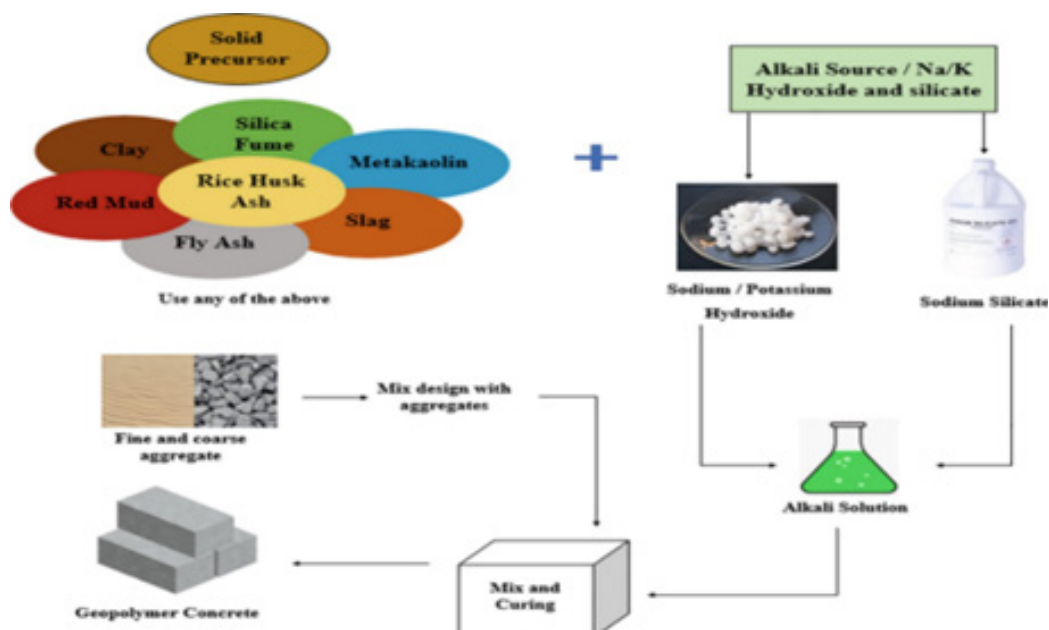 Solid
Precursor
Silica
Fume
Clay
Metakaolin
Rice Husk
Ash
Red Mud
Slag
Fly Ash
Use any of the above
Alkali Source / Na/K
Hydroxide and silicate
Sodium / Potassium
Hydroxide
Sodium Silicate
Fine and coarse
aggregate
Mix design with
aggregates
Alkali Solution
Mix and
Curing
Geopolymer Concrete